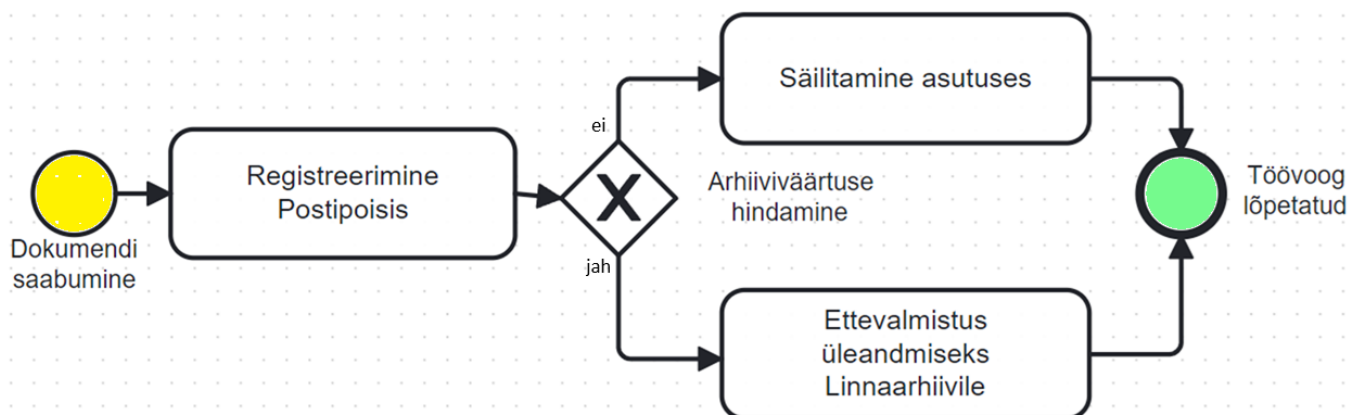 Dokumendi
saabumine
Registreerimine
Postipoisis
ei
jah
Arhiiviväärtuse
hindamine
Säilitamine asutuses
Ettevalmistus
üleandmiseks
Linnaarhiivile
Töövoog
lõpetatud